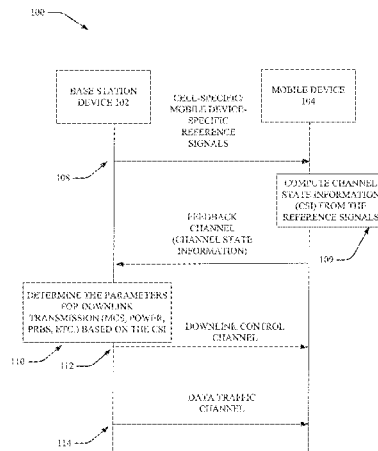 100
BASE STATION
DEVICE 102
MOBILE DEVICE
104
CELL-SPECIFIC/
MOBILE DEVICE-
SPECIFIC
REFERENCE
SIGNALS
108
COMPUTE CHANNEL
STATE INFORMATION
(CSI) FROM THE
REFERENCE SIGNALS
109
FEEDBACK
CHANNEL
(CHANNEL STATE
INFORMATION)
DETERMINE THE PARAMETERS
FOR DOWNLINK
TRANSMISSION (MCS, POWER,
PRBS, ETC.) BASED ON THE CSI
110
112
DOWNLINK CONTROL
CHANNEL
DATA TRAFFIC
CHANNEL
114